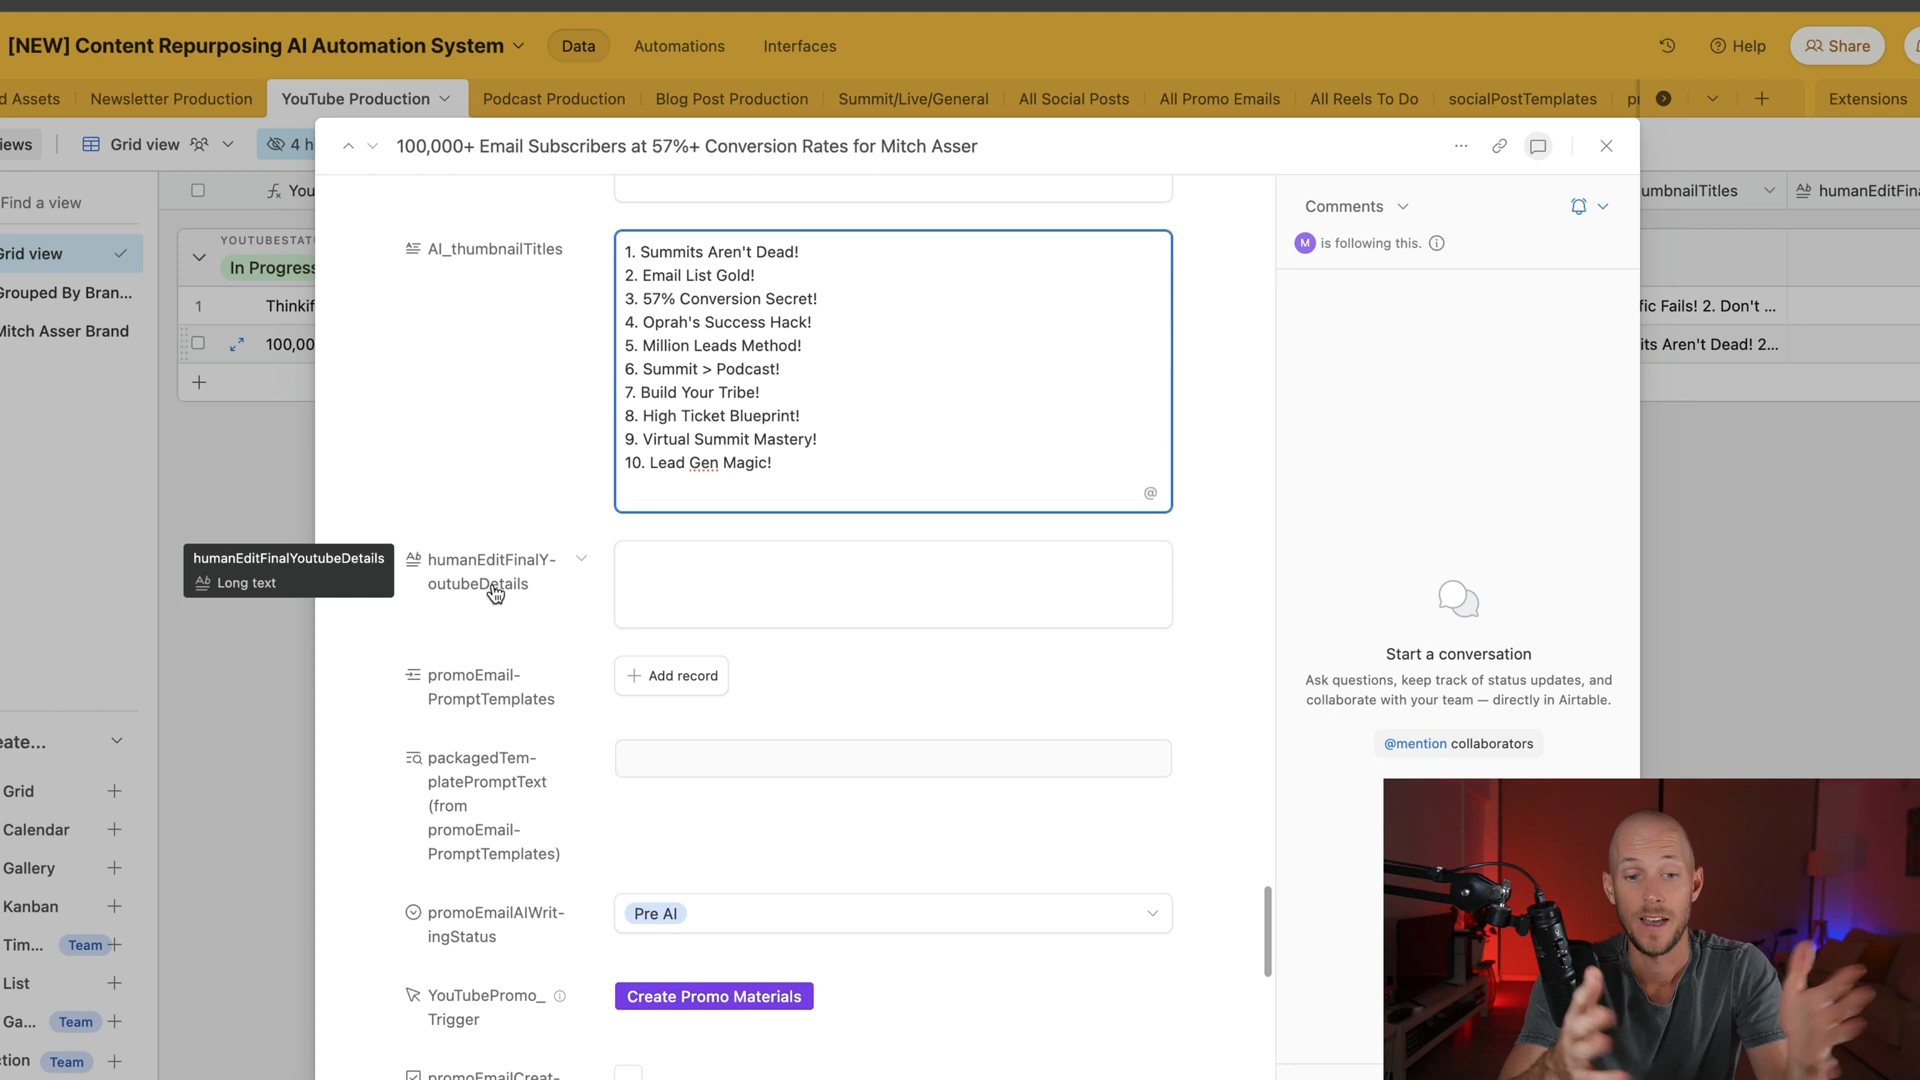 [NEW] Content Repurposing AI Automation System
Data
Automations
Interfaces
Help
Share
d Assets
Newsletter Production
YouTube Production
Podcast Production
Blog Post Production
Summit/Live/General
All Social Posts
All Promo Emails
All Reels To Do
socialPostTemplates
Extensions
iews
Grid view
4 h
100,000+ Email Subscribers at 57%+ Conversion Rates for Mitch Asser
Find a view
Grid view
Grouped By Bran...
Mitch Asser Brand
eate...
Grid
Calendar
Gallery
Kanban
Tim...
Team
List
Ga...
Team
ction
Team
You
YOUTUBESTATU
In Progress
1
Thinkif
100,00
umbnailTitles
humanEditFina
fic Fails! 2. Don't ...
its Aren't Dead! 2...
AI_thumbnailTitles
1. Summits Aren't Dead!
2. Email List Gold!
3. 57% Conversion Secret!
4. Oprah's Success Hack!
5. Million Leads Method!
6. Summit > Podcast!
7. Build Your Tribe!
8. High Ticket Blueprint!
9. Virtual Summit Mastery!
10. Lead Gen Magic!
@
humanEditFinalYoutubeDetails
Long text
humanEditFinalY-
outubeDetails
promoEmail-
PromptTemplates
Add record
packagedTem-
platePromptText
(from
promoEmail-
PromptTemplates)
promoEmailAIWrit-
ingStatus
Pre AI
YouTubePromo_
Trigger
Create Promo Materials
promoEmailCreat-
Comments
M is following this.
Start a conversation
Ask questions, keep track of status updates, and
collaborate with your team — directly in Airtable.
@mention collaborators